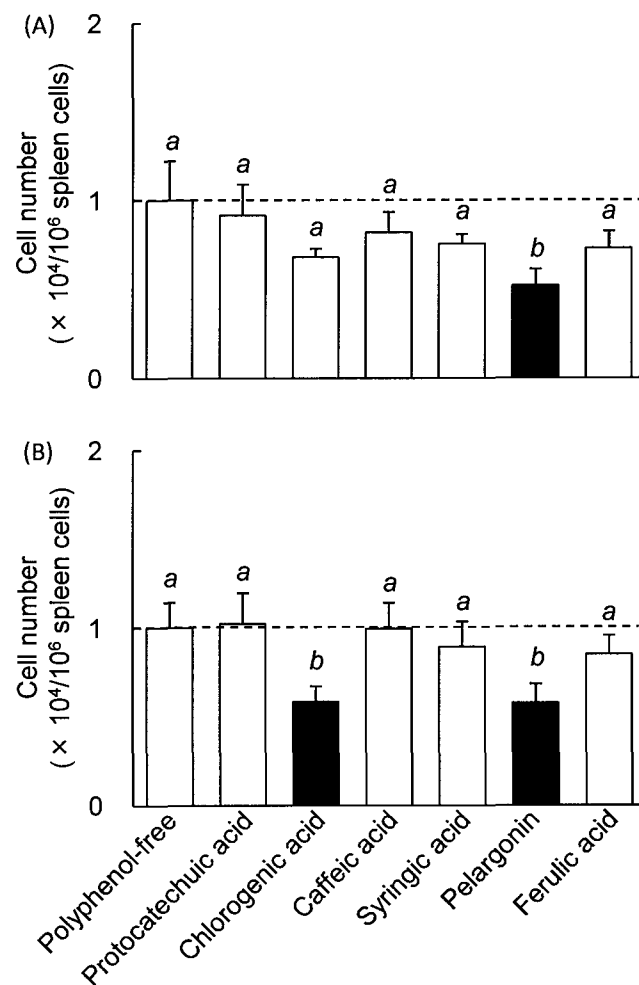 (A)
2
1
0
Cell number
( × 10⁴/10⁶ spleen cells)
a a a a a b a
(B)
2
1
0
Cell number
( × 10⁴/10⁶ spleen cells)
a a b a a b a
Polyphenol-free
Protocatechuic acid
Chlorogenic acid
Caffeic acid
Syringic acid
Pelargonin
Ferulic acid